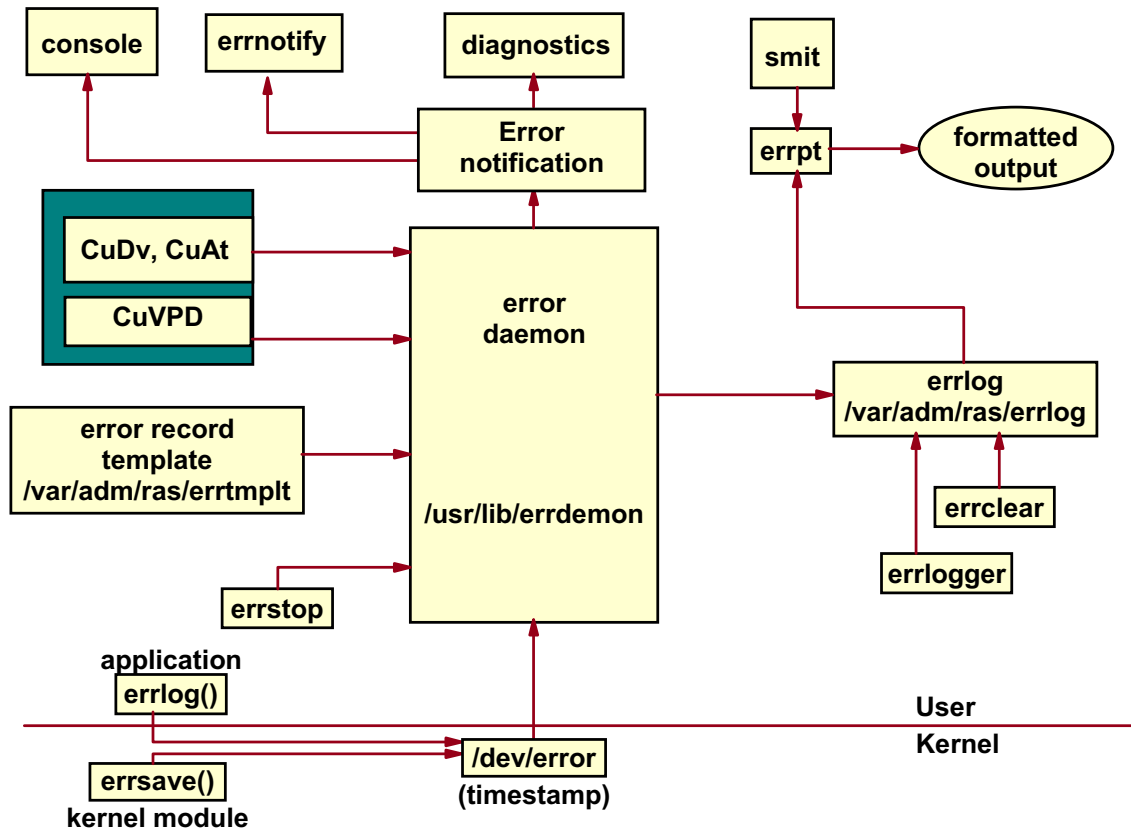 console
errnotify
diagnostics
smit
Error
notification
errpt
formatted
output
CuDv, CuAt
CuVPD
error
daemon
/usr/lib/errdemon
error record
template
/var/adm/ras/errtmplt
errlog
/var/adm/ras/errlog
errclear
errlogger
errstop
application
errlog()
User
Kernel
/dev/error
(timestamp)
errsave()
kernel module